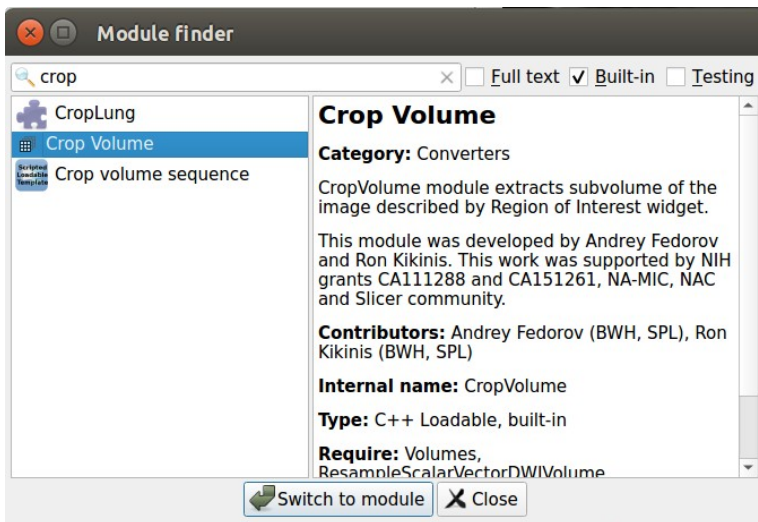 Module finder
crop
Full text
Built-in
Testing
CropLung
Crop Volume
Scripted
Loadable
Template
Crop volume sequence
Crop Volume
Category: Converters
CropVolume module extracts subvolume of the
image described by Region of Interest widget.
This module was developed by Andrey Fedorov
and Ron Kikinis. This work was supported by NIH
grants CA111288 and CA151261, NA-MIC, NAC
and Slicer community.
Contributors: Andrey Fedorov (BWH, SPL), Ron
Kikinis (BWH, SPL)
Internal name: CropVolume
Type: C++ Loadable, built-in
Require: Volumes,
ResampleScalarVectorDWIVolume
Switch to module
Close